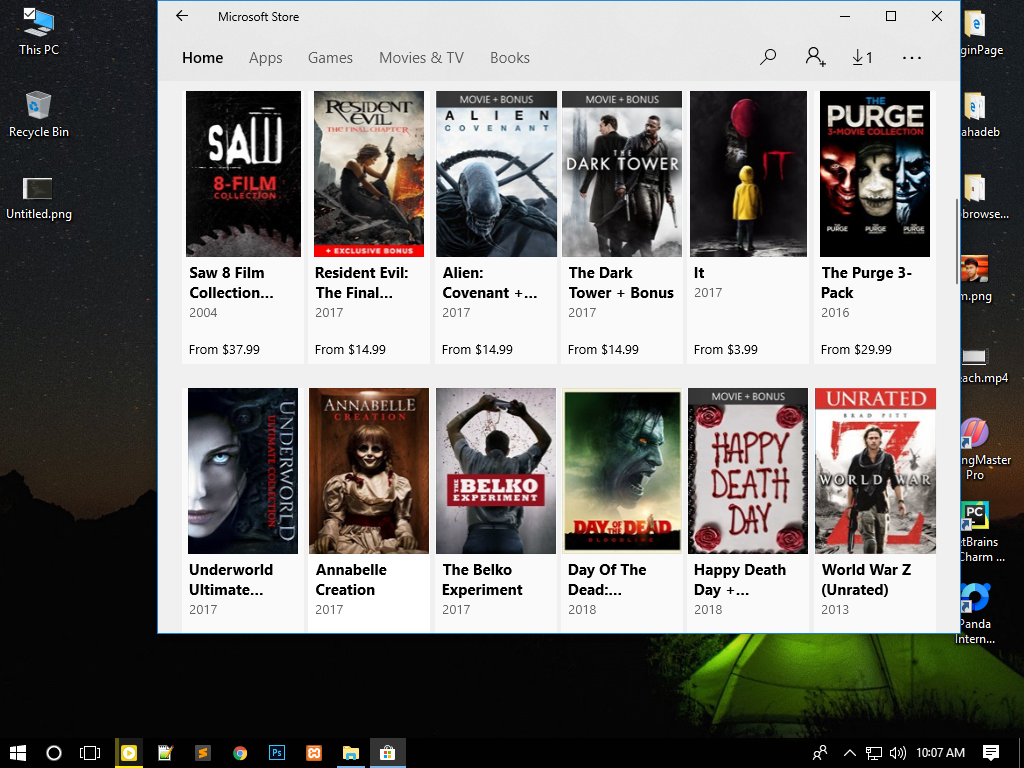 Microsoft Store
This PC
Recycle Bin
Untitled.png
Home Apps Games Movies & TV Books
1
SAW
8-FILM
COLLECTION
RESIDENT
EVIL
THE FINAL CHAPTER
+ EXCLUSIVE BONUS
MOVIE + BONUS
ALIEN
COVENANT
MOVIE + BONUS
THE
DARK TOWER
IT
THE
PURGE
3-MOVIE COLLECTION
PURGE
PURGE
PURGE
Saw 8 Film
Collection...
2004
From $37.99
Resident Evil:
The Final...
2017
From $14.99
Alien:
Covenant +...
2017
From $14.99
The Dark
Tower + Bonus
2017
From $14.99
It
2017
From $3.99
The Purge 3-
Pack
2016
From $29.99
UNDERWORLD
ULTIMATE COLLECTION
ANNABELLE
CREATION
THE
BELKO
EXPERIMENT
DAY OF THE DEAD
BLOODLINE
MOVIE + BONUS
HAPPY
DEATH
DAY
UNRATED
BRAD PITT
WORLD WAR
Z
Underworld
Ultimate...
2017
Annabelle
Creation
2017
The Belko
Experiment
2017
Day Of The
Dead:...
2018
Happy Death
Day +...
2018
World War Z
(Unrated)
2013
ginPage
ahadeb
browse...
m.png
each.mp4
ngMaster
Pro
PC
etBrains
Charm ...
Panda
Intern...
Ps
10:07 AM